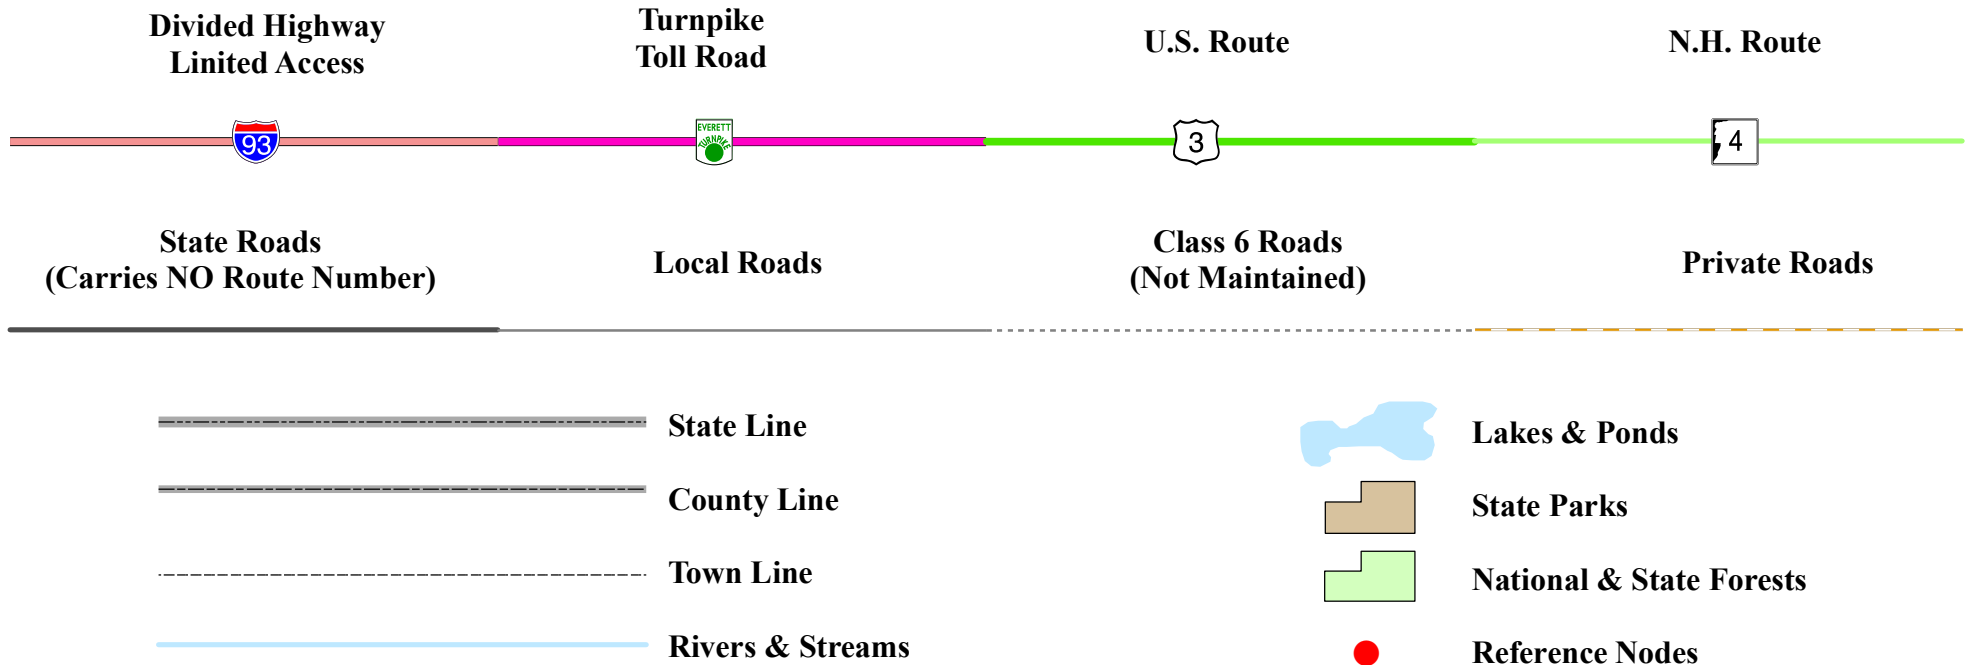 Divided Highway
Linited Access
Turnpike
Toll Road
U.S. Route
N.H. Route
93
EVERETT
TURNPIKE
3
4
State Roads
(Carries NO Route Number)
Local Roads
Class 6 Roads
(Not Maintained)
Private Roads
State Line
County Line
Town Line
Rivers & Streams
Lakes & Ponds
State Parks
National & State Forests
Reference Nodes